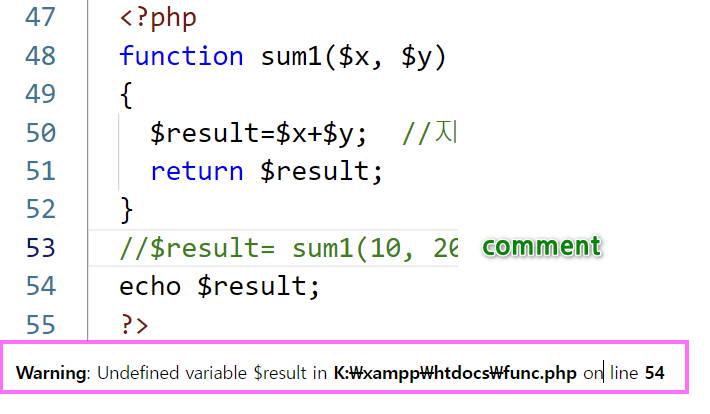 47 <?php
48 function sum1($x, $y)
49 {
50 $result=$x+$y; //지
51 return $result;
52 }
53 //$result= sum1(10, 20 comment
54 echo $result;
55 ?>
Warning: Undefined variable $result in K:₩xampp₩htdocs₩func.php on line 54